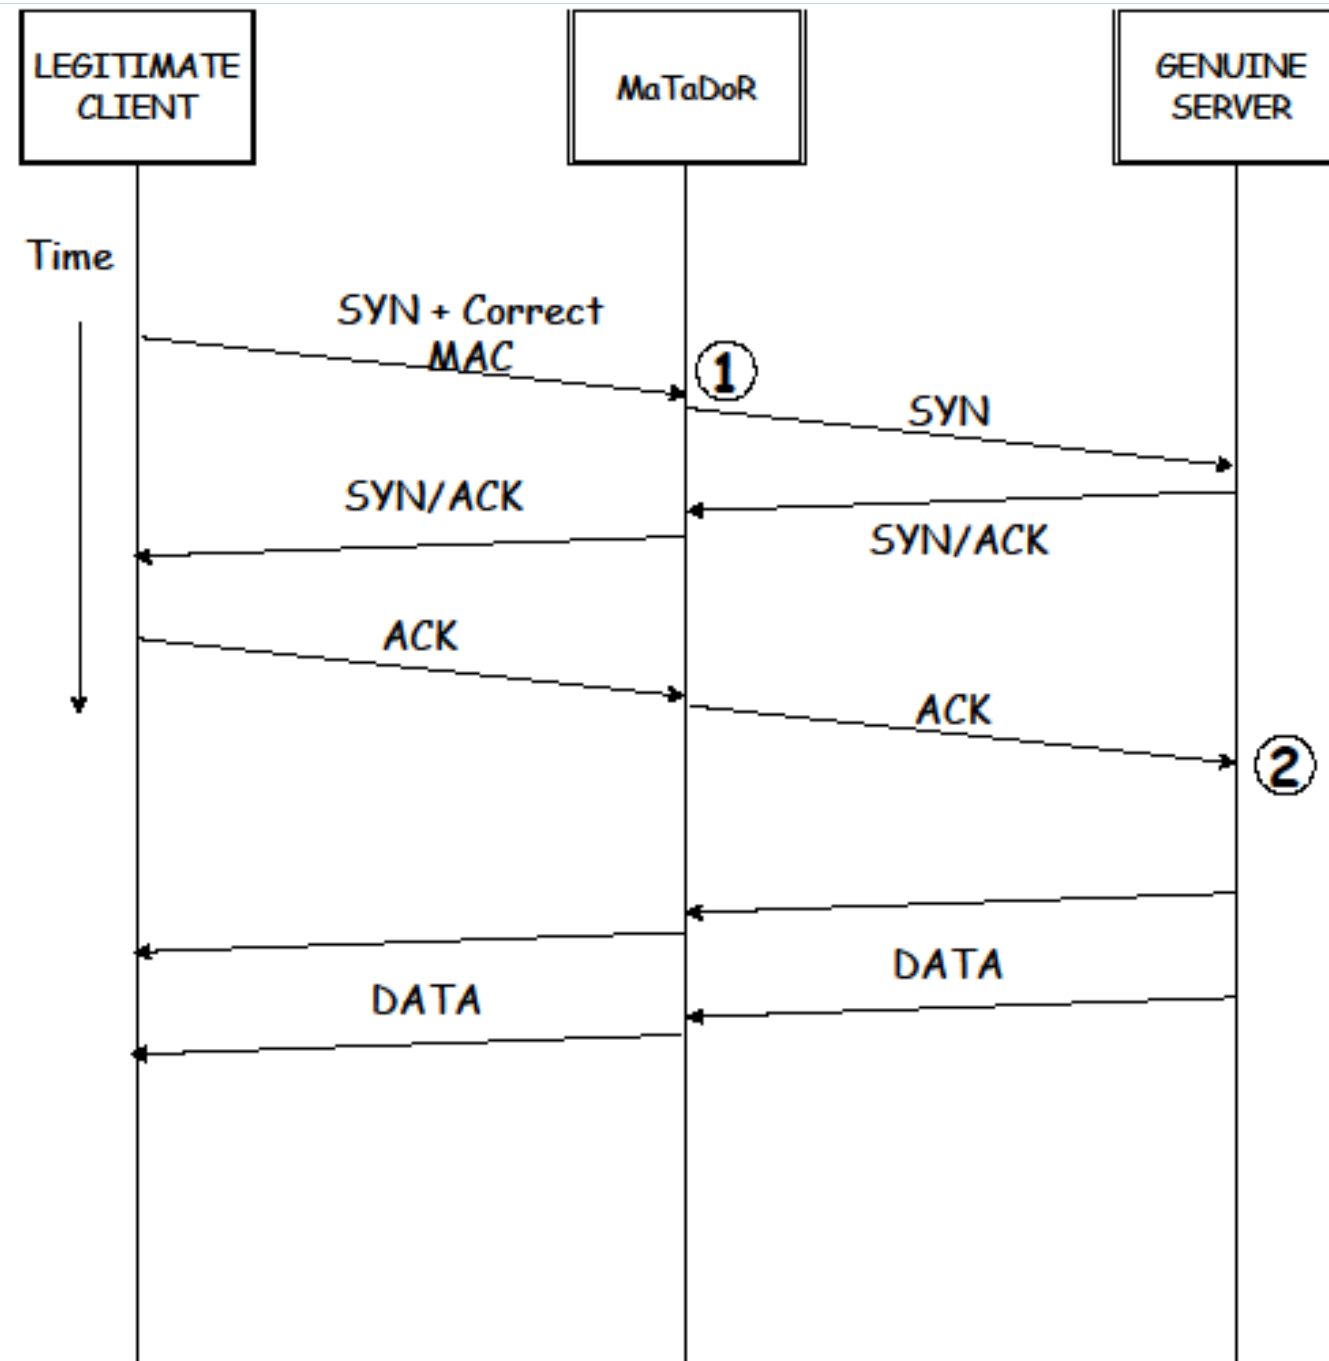 LEGITIMATE
CLIENT
MaTaDoR
GENUINE
SERVER
Time
SYN + Correct
MAC
1
SYN
SYN/ACK
SYN/ACK
ACK
ACK
2
DATA
DATA